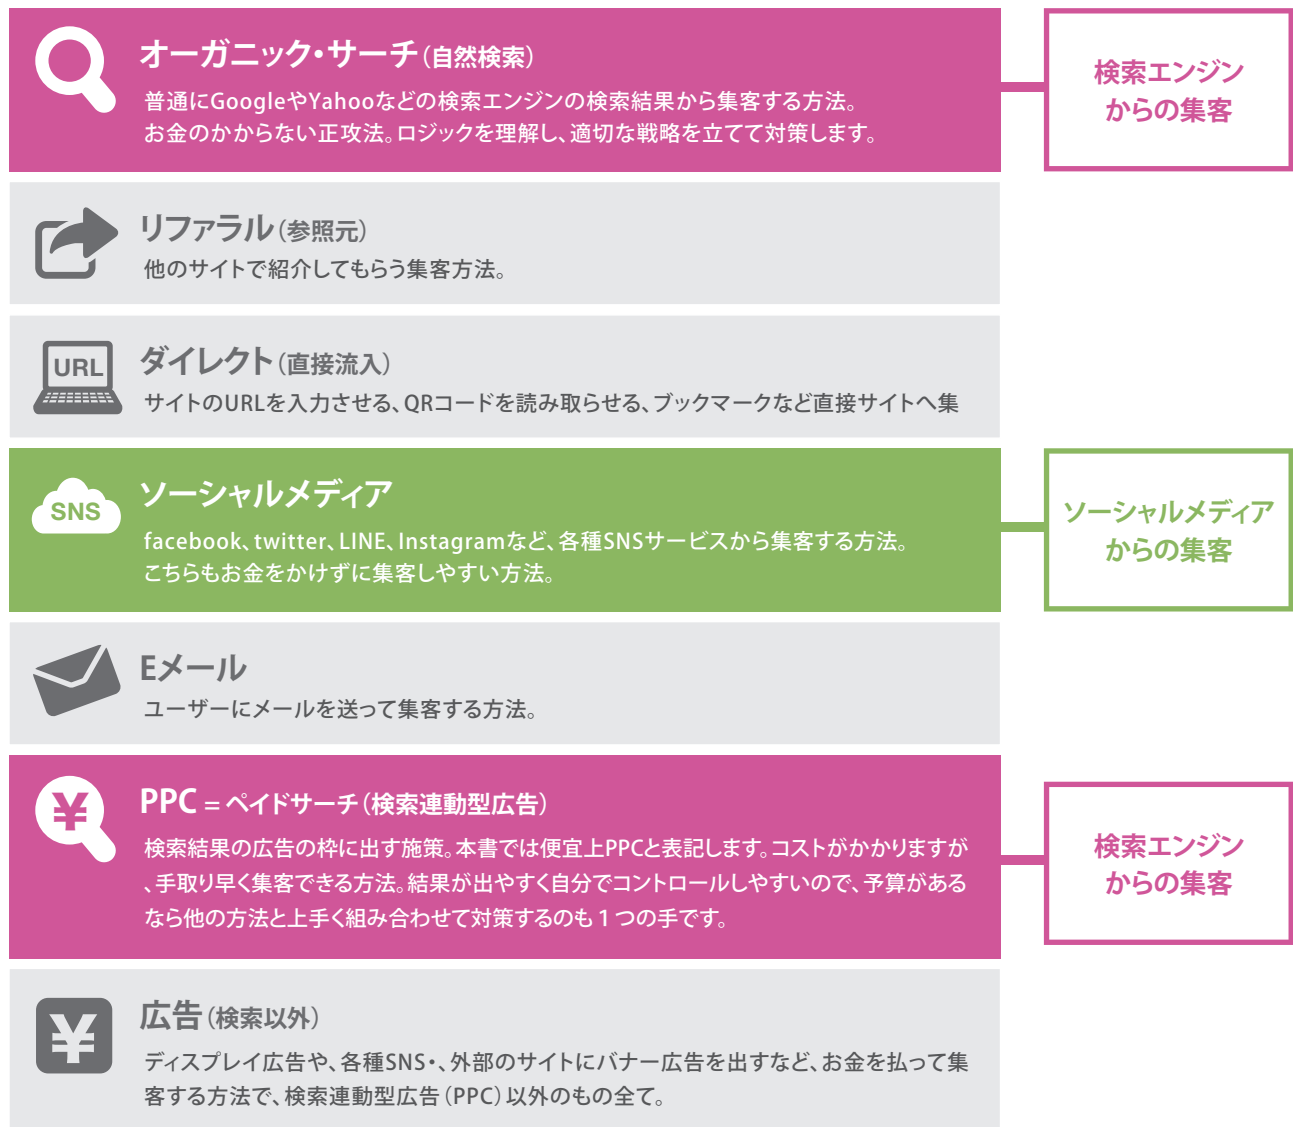 オーガニック・サーチ（自然検索）
普通にGoogleやYahooなどの検索エンジンの検索結果から集客する方法。
お金のかからない正攻法。ロジックを理解し、適切な戦略を立てて対策します。
検索エンジン
からの集客
リファラル（参照元）
他のサイトで紹介してもらう集客方法。
URL
ダイレクト（直接流入）
サイトのURLを入力させる、QRコードを読み取らせる、ブックマークなど直接サイトへ集
SNS
ソーシャルメディア
facebook、twitter、LINE、Instagramなど、各種SNSサービスから集客する方法。
こちらもお金をかけずに集客しやすい方法。
ソーシャルメディア
からの集客
Eメール
ユーザーにメールを送って集客する方法。
¥
PPC＝ペイドサーチ（検索連動型広告）
検索結果の広告の枠に出す施策。本書では便宜上PPCと表記します。コストがかかりますが
、手取り早く集客できる方法。結果が出やすく自分でコントロールしやすいので、予算がある
なら他の方法と上手く組み合わせて対策するのも１つの手です。
検索エンジン
からの集客
¥
広告（検索以外）
ディスプレイ広告や、各種SNS・、外部のサイトにバナー広告を出すなど、お金を払って集
客する方法で、検索連動型広告（PPC）以外のもの全て。